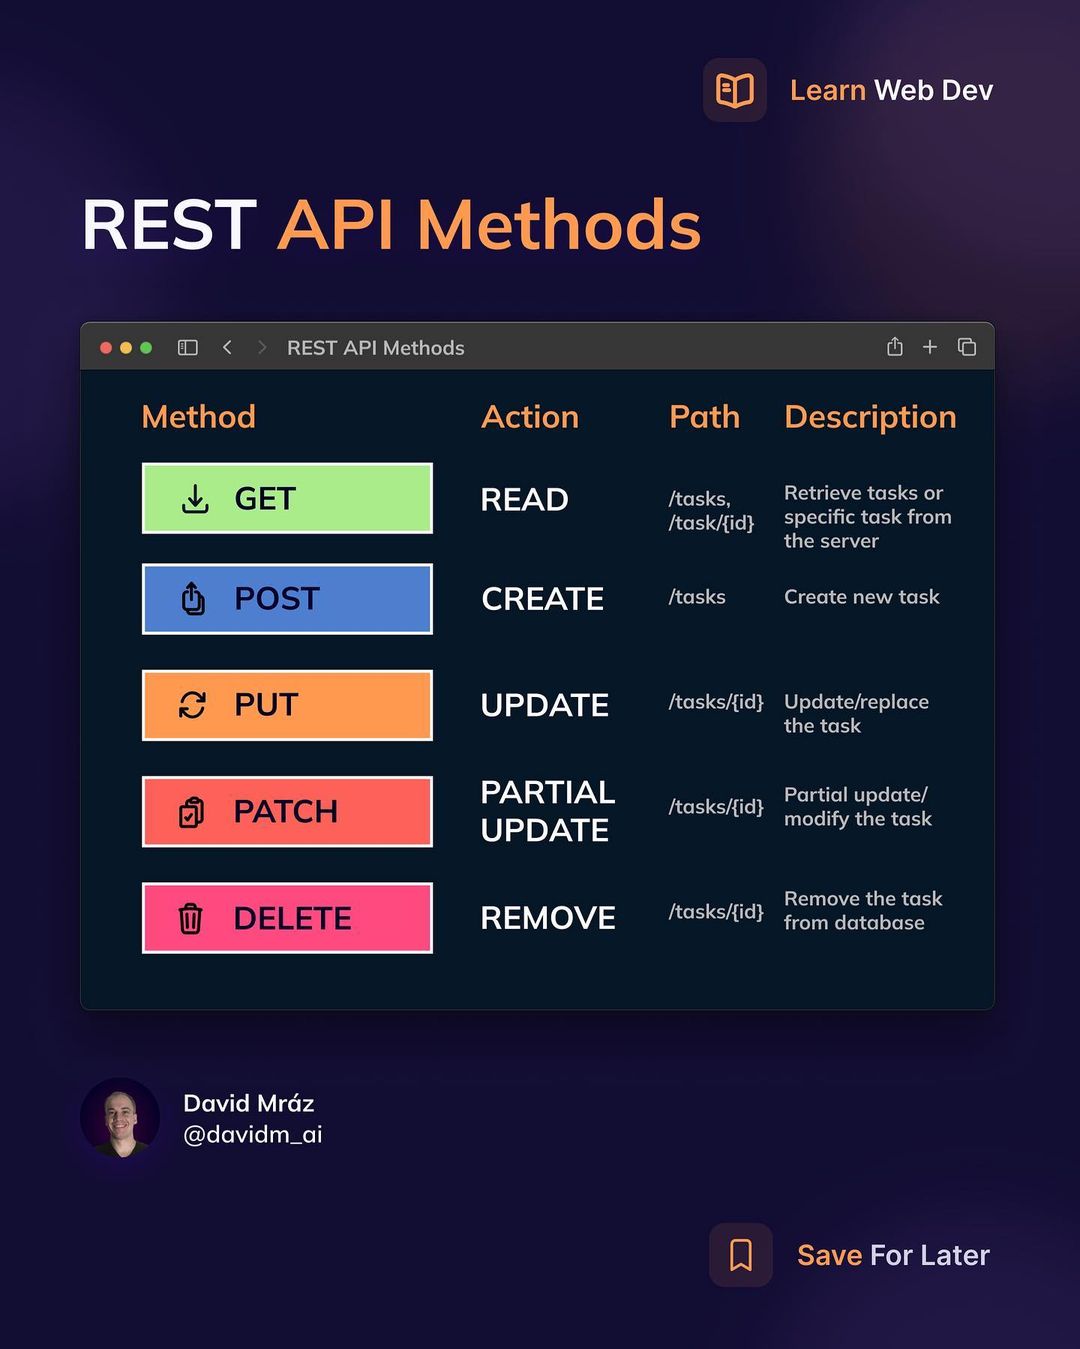 Learn Web Dev
REST API Methods
REST API Methods
Method Action Path Description
GET READ /tasks, /task/{id} Retrieve tasks or specific task from the server
POST CREATE /tasks Create new task
PUT UPDATE /tasks/{id} Update/replace the task
PATCH PARTIAL UPDATE /tasks/{id} Partial update/ modify the task
DELETE REMOVE /tasks/{id} Remove the task from database
David Mráz
@davidm_ai
Save For Later